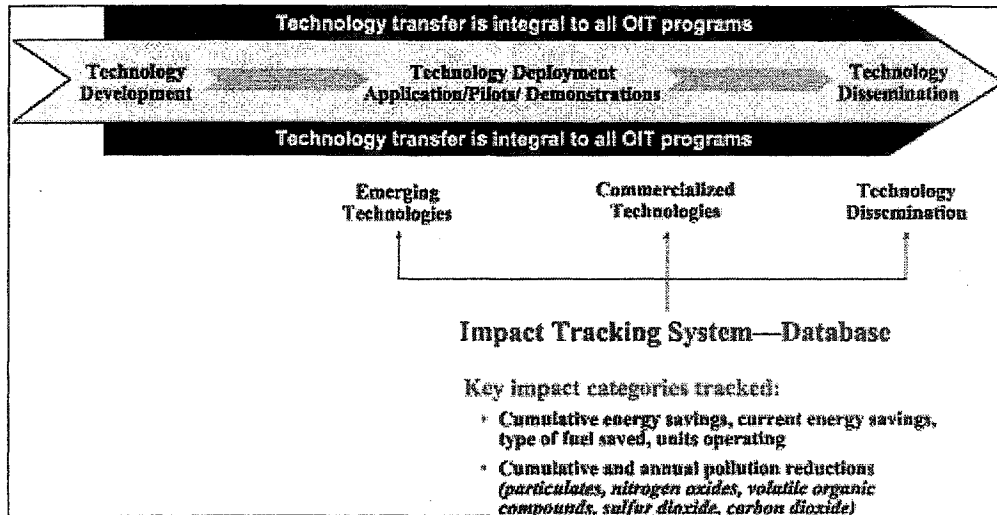 Technology transfer is integral to all OIT programs
Technology
Development
Technology Deployment
Application/Pilots/ Demonstrations
Technology
Dissemination
Technology transfer is integral to all OIT programs
Emerging
Technologies
Commercialized
Technologies
Technology
Dissemination
Impact Tracking System—Database
Key impact categories tracked:
• Cumulative energy savings, current energy savings,
type of fuel saved, units operating
• Cumulative and annual pollution reductions
(particulates, nitrogen oxides, volatile organic
compounds, sulfur dioxide, carbon dioxide)